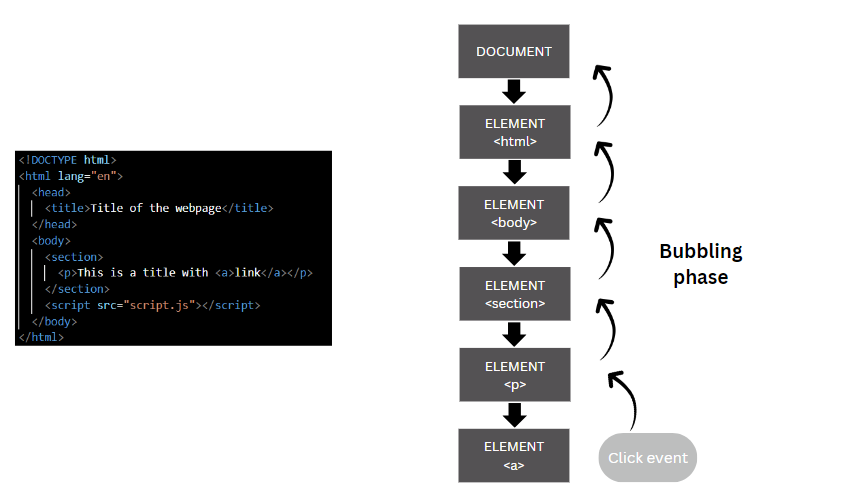 <!DOCTYPE html>
<html lang="en">
<head>
<title>Title of the webpage</title>
</head>
<body>
<section>
<p>This is a title with <a>link</a></p>
</section>
<script src="script.js"></script>
</body>
</html>
DOCUMENT
ELEMENT
<html>
ELEMENT
<body>
ELEMENT
<section>
ELEMENT
<p>
ELEMENT
<a>
Bubbling
phase
Click event